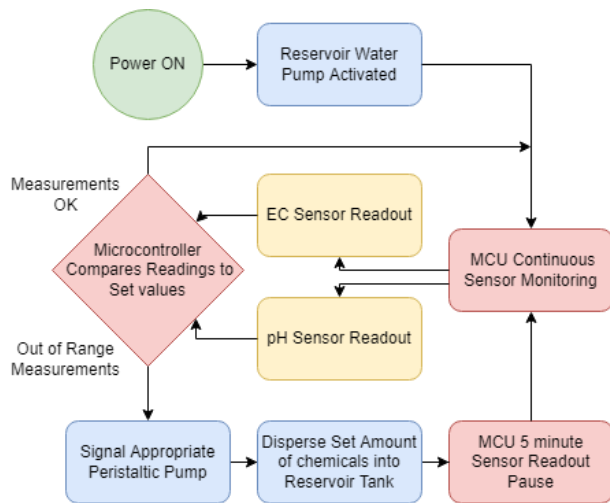 Power ON
Reservoir Water
Pump Activated
Measurements
OK
EC Sensor Readout
Microcontroller
Compares Readings to
Set values
MCU Continuous
Sensor Monitoring
pH Sensor Readout
Out of Range
Measurements
Signal Appropriate
Peristaltic Pump
Disperse Set Amount
of chemicals into
Reservoir Tank
MCU 5 minute
Sensor Readout
Pause